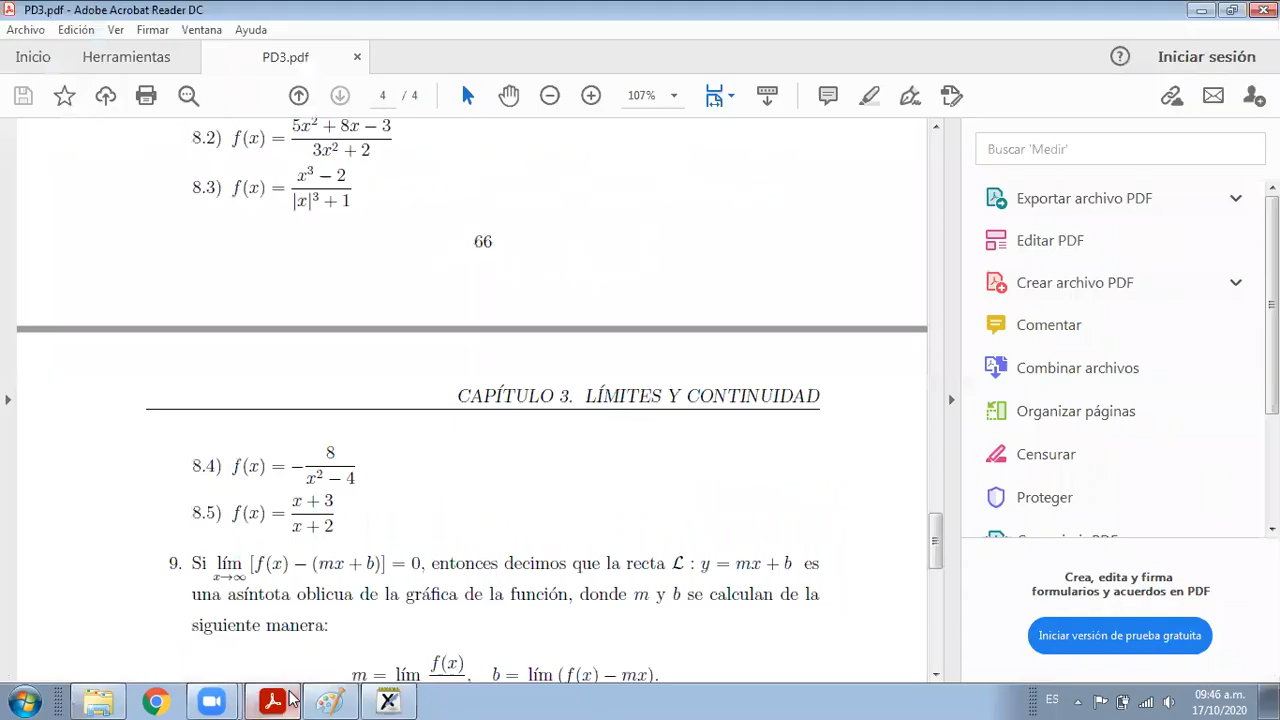 PD3.pdf - Adobe Acrobat Reader DC
Archivo Edición Ver Firmar Ventana Ayuda
Inicio Herramientas PD3.pdf × ? Iniciar sesión
4 / 4 107%
8.2) f(x) = (5x² + 8x − 3)/(3x² + 2)
8.3) f(x) = (x³ − 2)/(|x|³ + 1)
66
CAPÍTULO 3. LÍMITES Y CONTINUIDAD
8.4) f(x) = −8/(x² − 4)
8.5) f(x) = (x + 3)/(x + 2)
9. Si lím x→∞ [f(x) − (mx + b)] = 0, entonces decimos que la recta ℒ : y = mx + b es
una asíntota oblicua de la gráfica de la función, donde m y b se calculan de la
siguiente manera:
m = lím f(x) , b = lím (f(x) − mx).
Buscar 'Medir'
Exportar archivo PDF
Editar PDF
Crear archivo PDF
Comentar
Combinar archivos
Organizar páginas
Censurar
Proteger
Crea, edita y firma
formularios y acuerdos en PDF
Iniciar versión de prueba gratuita
ES 09:46 a.m.
17/10/2020